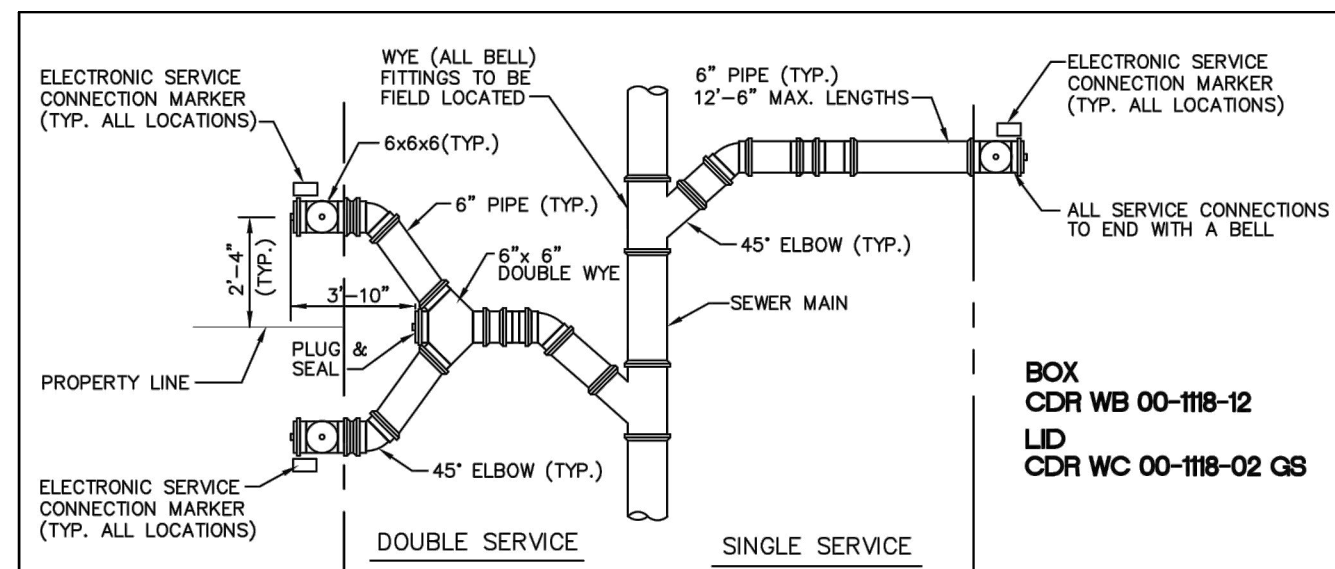 ELECTRONIC SERVICE
CONNECTION MARKER
(TYP. ALL LOCATIONS)
WYE (ALL BELL)
FITTINGS TO BE
FIELD LOCATED
6" PIPE (TYP.)
12'-6" MAX. LENGTHS
ELECTRONIC SERVICE
CONNECTION MARKER
(TYP. ALL LOCATIONS)
6x6x6(TYP.)
6" PIPE (TYP.)
ALL SERVICE CONNECTIONS
TO END WITH A BELL
45° ELBOW (TYP.)
2'-4"
(TYP.)
6"x 6"
DOUBLE WYE
3'-10"
SEWER MAIN
PLUG &
SEAL
PROPERTY LINE
BOX
CDR WB 00-1118-12
LID
CDR WC 00-1118-02 GS
45° ELBOW (TYP.)
ELECTRONIC SERVICE
CONNECTION MARKER
(TYP. ALL LOCATIONS)
DOUBLE SERVICE
SINGLE SERVICE